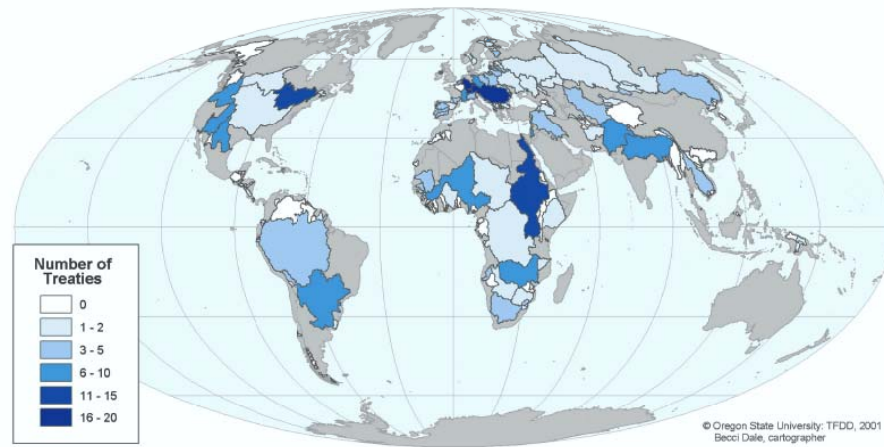 Number of
Treaties
0
1 - 2
3 - 5
6 - 10
11 - 15
16 - 20
© Oregon State University: TFDD, 2001
Becci Dale, cartographer